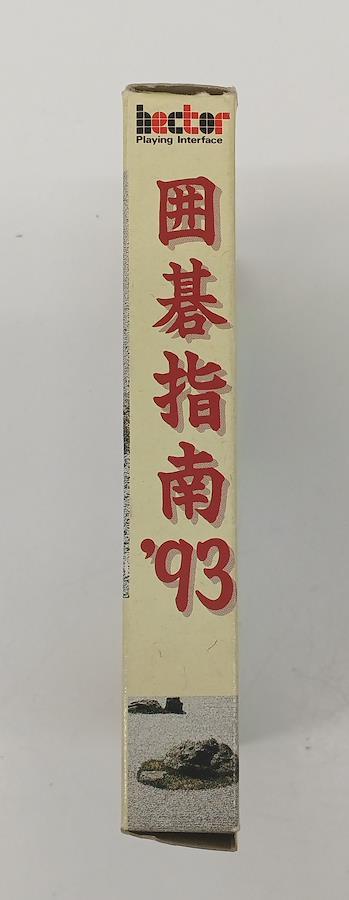 hector
Playing Interface
囲碁指南'93